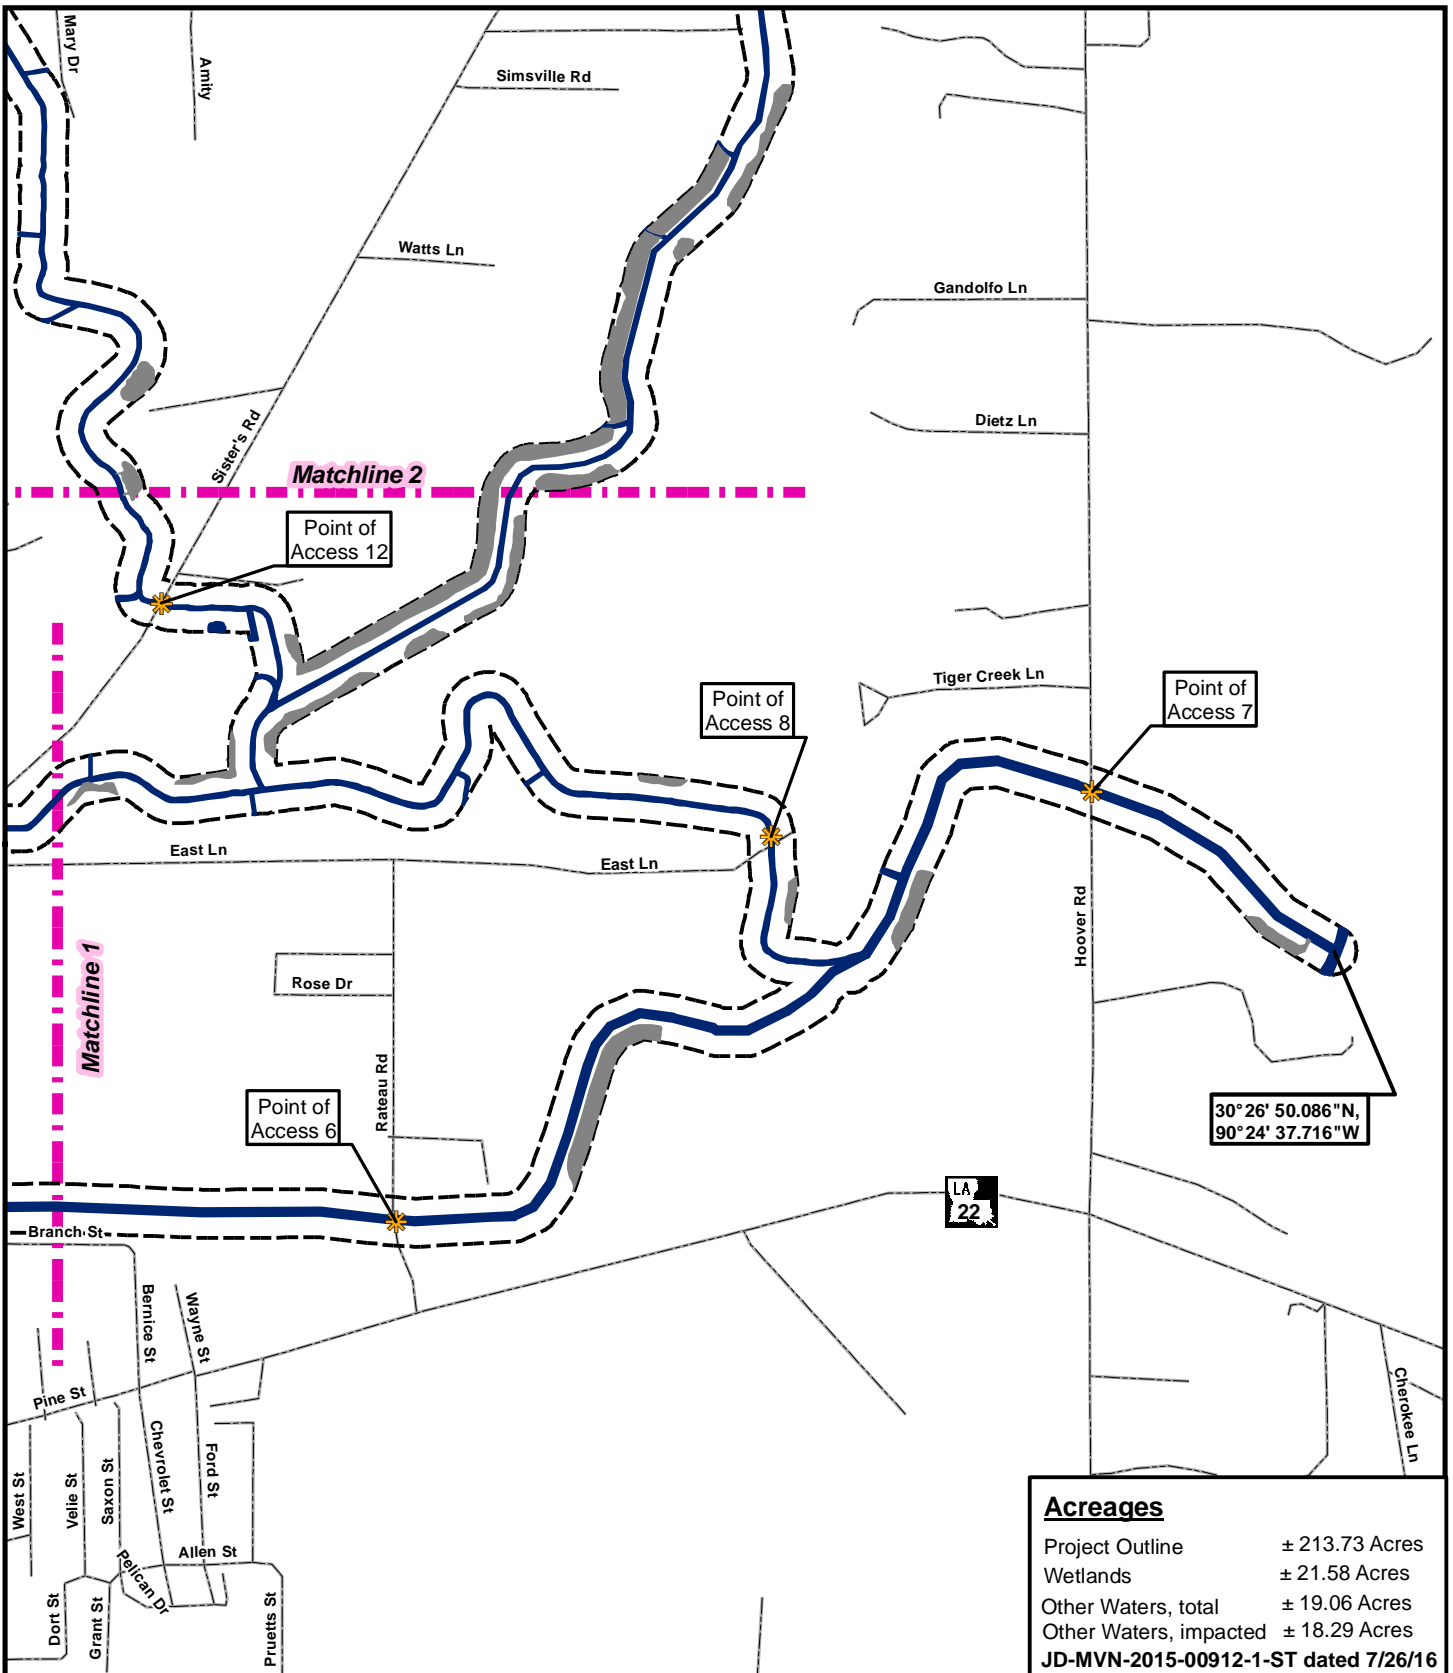 Mary Dr
Amity
Simsville Rd
Watts Ln
Gandolfo Ln
Dietz Ln
Sister's Rd
Matchline 2
Point of
Access 12
Tiger Creek Ln
Point of
Access 8
Point of
Access 7
East Ln
East Ln
Hoover Rd
Matchline 1
Rose Dr
Rateau Rd
Point of
Access 6
30°26' 50.086"N,
90°24' 37.716"W
LA
22
Branch St
Bernice St
Wayne St
Pine St
Cherokee Ln
West St
Velie St
Saxon St
Chevrolet St
Ford St
Allen St
Pelican Dr
Dort St
Grant St
Pruetts St
Acreages
Project Outline ± 213.73 Acres
Wetlands ± 21.58 Acres
Other Waters, total ± 19.06 Acres
Other Waters, impacted ± 18.29 Acres
JD-MVN-2015-00912-1-ST dated 7/26/16